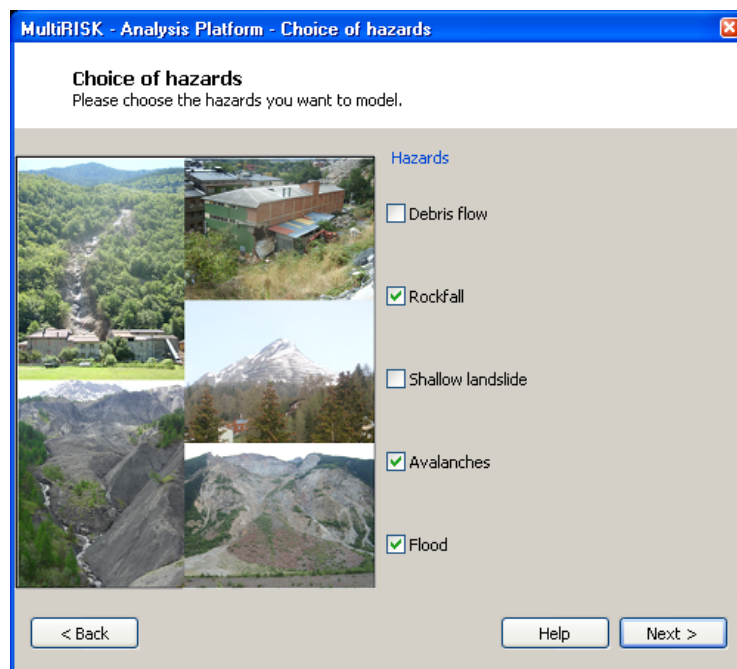 MultiRISK - Analysis Platform - Choice of hazards
Choice of hazards
Please choose the hazards you want to model.
Hazards
Debris flow
Rockfall
Shallow landslide
Avalanches
Flood
< Back
Help
Next >